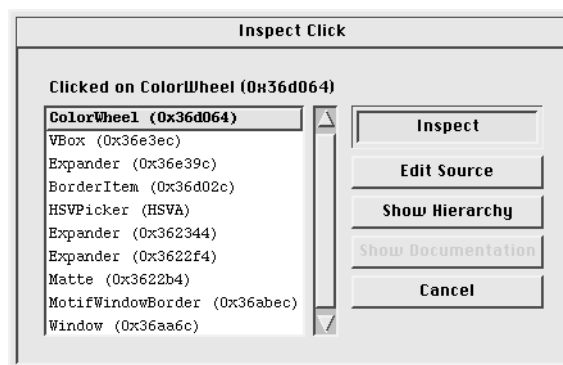 Inspect Click
Clicked on ColorWheel (0x36d064)
ColorWheel (0x36d064)
VBox (0x36e3ec)
Expander (0x36e39c)
BorderItem (0x36d02c)
HSVPicker (HSVA)
Expander (0x362344)
Expander (0x3622f4)
Matte (0x3622b4)
MotifWindowBorder (0x36abec)
Window (0x36aa6c)
Inspect
Edit Source
Show Hierarchy
Show Documentation
Cancel